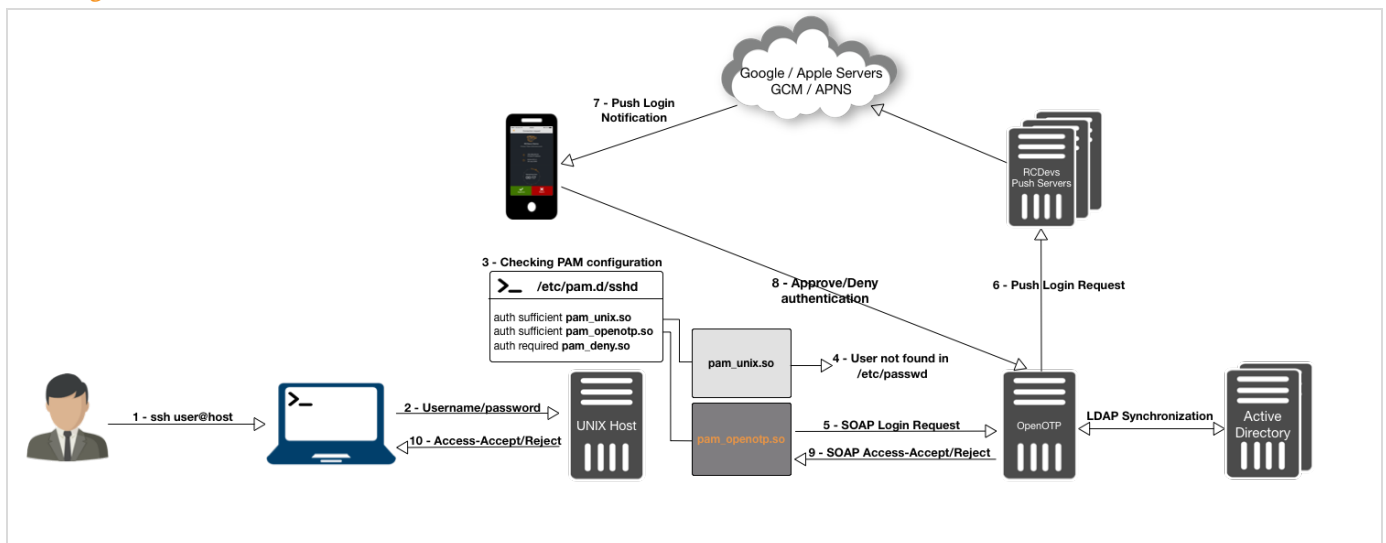 Google / Apple Servers
GCM / APNS
7 - Push Login
Notification
RCDevs
Push Servers
3 - Checking PAM configuration
>_ /etc/pam.d/sshd
auth sufficient pam_unix.so
auth sufficient pam_openotp.so
auth required pam_deny.so
8 - Approve/Deny
authentication
6 - Push Login Request
pam_unix.so
4 - User not found in
/etc/passwd
1 - ssh user@host
>_
2 - Username/password
10 - Access-Accept/Reject
UNIX Host
pam_openotp.so
5 - SOAP Login Request
9 - SOAP Access-Accept/Reject
OpenOTP
LDAP Synchronization
Active
Directory